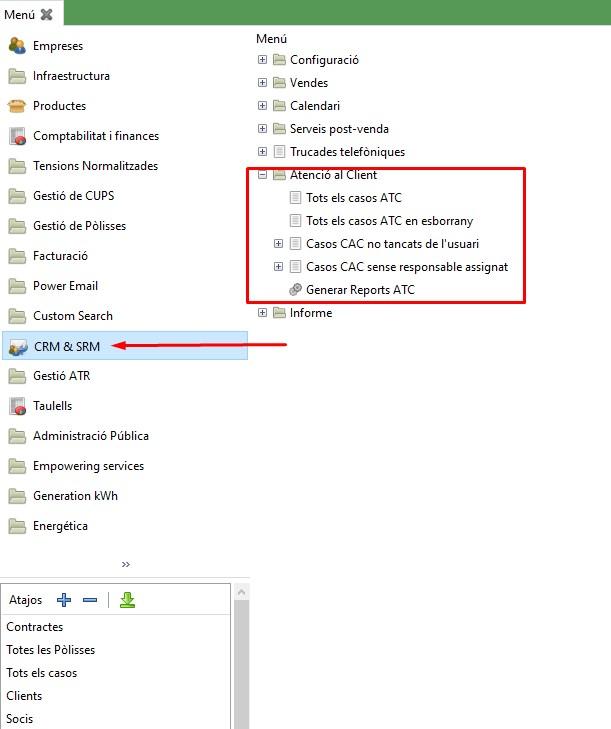 Menú
Empreses
Infraestructura
Productes
Comptabilitat i finances
Tensions Normalitzades
Gestió de CUPS
Gestió de Pòlisses
Facturació
Power Email
Custom Search
CRM & SRM
Gestió ATR
Taulells
Administració Pública
Empowering services
Generation kWh
Energética
»
Atajos
Contractes
Totes les Pòlisses
Tots els casos
Clients
Socis
Menú
Configuració
Vendes
Calendari
Serveis post-venda
Trucades telefòniques
Atenció al Client
Tots els casos ATC
Tots els casos ATC en esborrany
Casos CAC no tancats de l'usuari
Casos CAC sense responsable assignat
Generar Reports ATC
Informe